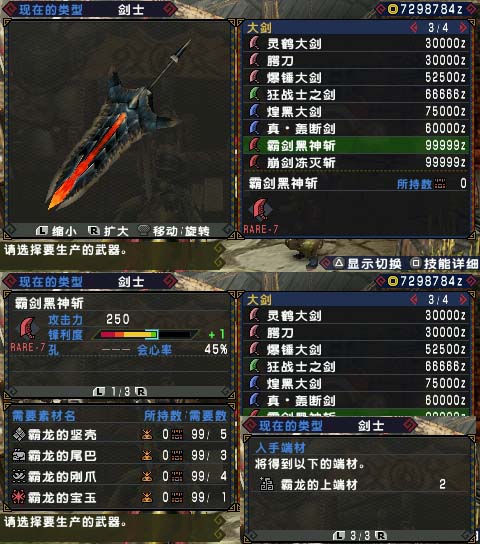 现在的类型 剑士
7298784z
大剑 3/4
灵鹤大剑 30000z
腭刀 30000z
爆锤大剑 52500z
狂战士之剑 66666z
煌黑大剑 75000z
真・轰断剑 60000z
霸剑黑神斩 99999z
崩剑冻灭斩 99999z
霸剑黑神斩 所持数 0
RARE-7
L 缩小 R 扩大 移动/旋转
请选择要生产的武器。
△显示切换 □技能详细
现在的类型 剑士
7298784z
霸剑黑神斩
RARE-7
攻击力 250
锋利度 +1
孔 --- 会心率 45%
L 1/3 R
大剑 3/4
灵鹤大剑 30000z
腭刀 30000z
爆锤大剑 52500z
狂战士之剑 66666z
煌黑大剑 75000z
真・轰断剑 60000z
霸剑黑神斩 99999z
需要素材名 所持数/需要数
霸龙的坚壳 0 99/ 5
霸龙的尾巴 0 99/ 3
霸龙的刚爪 0 99/ 4
霸龙的宝玉 0 99/ 1
请选择要生产的武器。
现在的类型 剑士
入手端材
将得到以下的端材。
霸龙的上端材 2
L 3/3 R